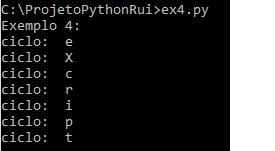 C:\ProjetoPythonRui>ex4.py
Exemplo 4:
ciclo:  e
ciclo:  X
ciclo:  c
ciclo:  r
ciclo:  i
ciclo:  p
ciclo:  t